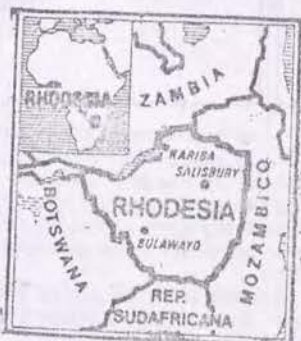 RHODESIA
ZAMBIA
KARIBA
SALISBURY
RHODESIA
BULAWAYO
BOTSWANA
MOZAMBICO
REP.
SUDAFRICANA